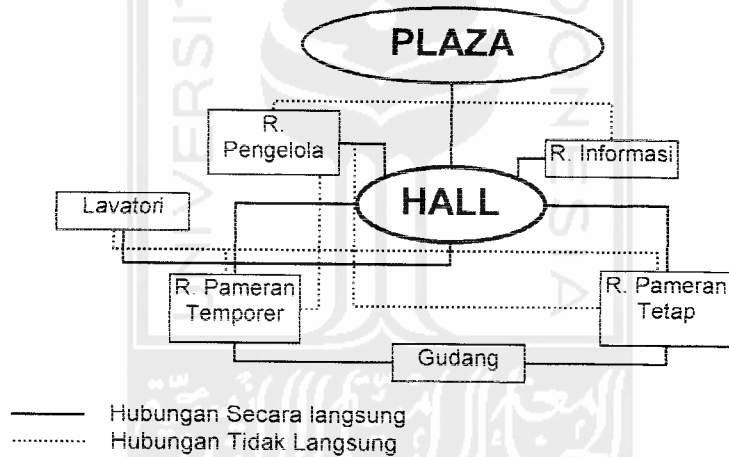 PLAZA
R.
Pengelola
R. Informasi
HALL
Lavatori
R. Pameran
Temporer
R. Pameran
Tetap
Gudang
Hubungan Secara langsung
Hubungan Tidak Langsung